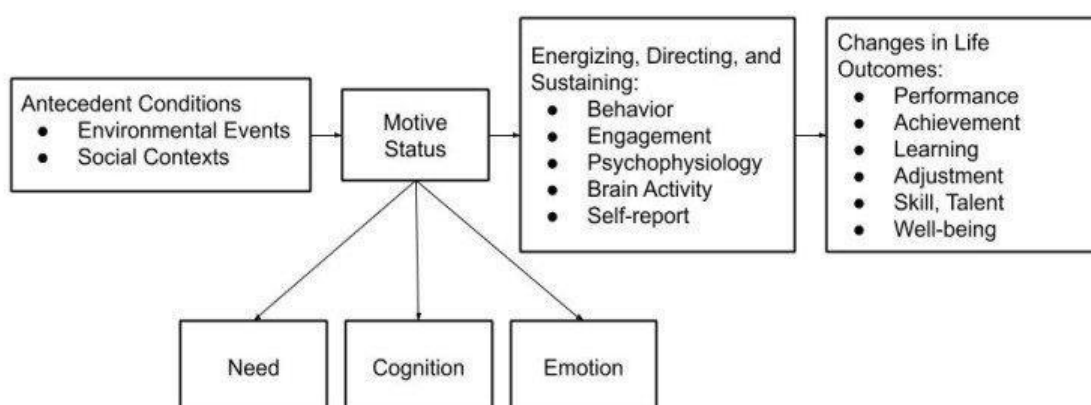 Antecedent Conditions
● Environmental Events
● Social Contexts
Motive
Status
Energizing, Directing, and
Sustaining:
● Behavior
● Engagement
● Psychophysiology
● Brain Activity
● Self-report
Changes in Life
Outcomes:
● Performance
● Achievement
● Learning
● Adjustment
● Skill, Talent
● Well-being
Need
Cognition
Emotion